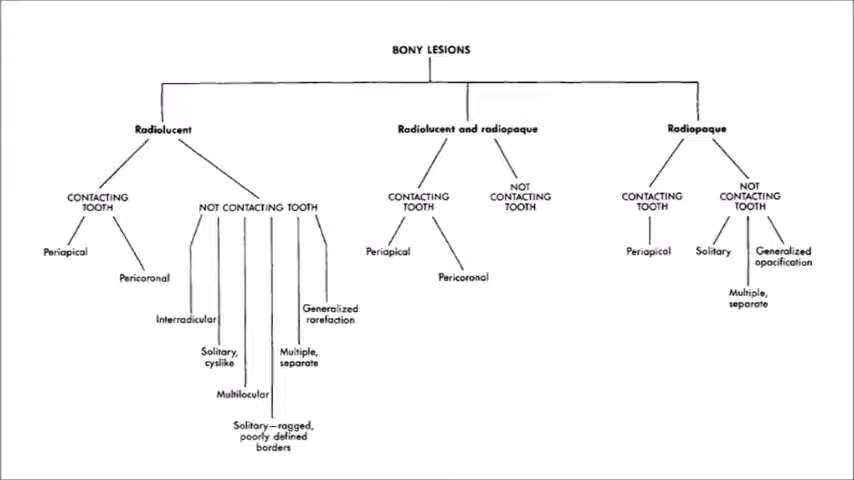 BONY LESIONS
Radiolucent
Radiolucent and radiopaque
Radiopaque
CONTACTING
TOOTH
NOT CONTACTING TOOTH
CONTACTING
TOOTH
NOT
CONTACTING
TOOTH
CONTACTING
TOOTH
NOT
CONTACTING
TOOTH
Periapical
Pericoronal
Periapical
Pericoronal
Periapical
Solitary
Generalized
opacification
Multiple,
separate
Interradicular
Generalized
rarefaction
Solitary,
cyslike
Multiple,
separate
Multilocular
Solitary—ragged,
poorly defined
borders